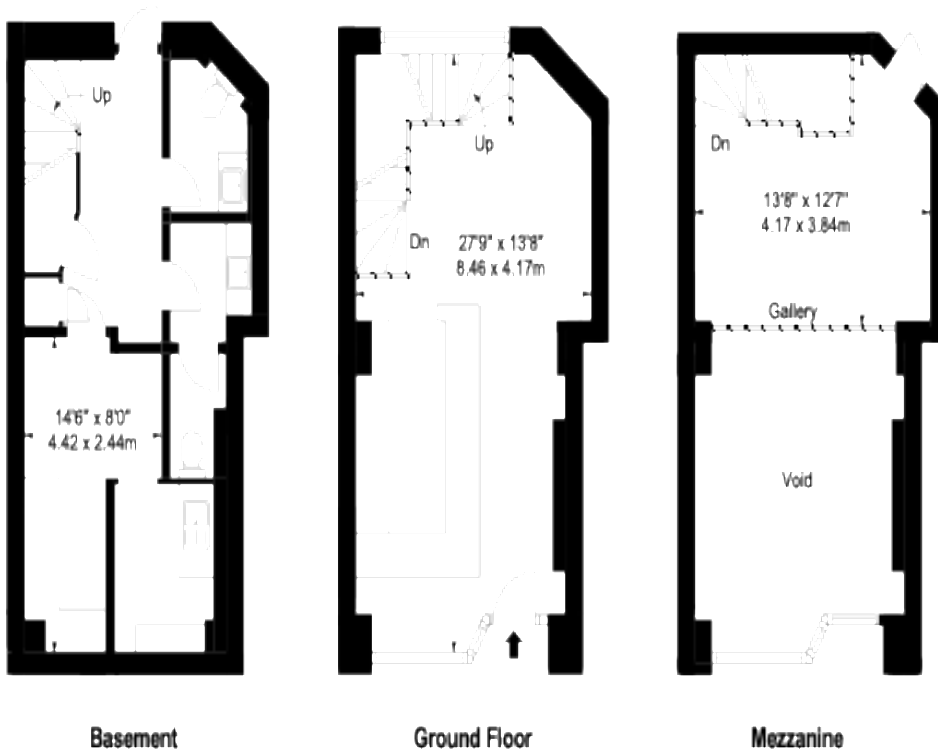 Up
14'6" x 8'0"
4.42 x 2.44m
Basement
Up
Dn
27'9" x 13'8"
8.46 x 4.17m
Ground Floor
Dn
13'8" x 12'7"
4.17 x 3.84m
Gallery
Void
Mezzanine